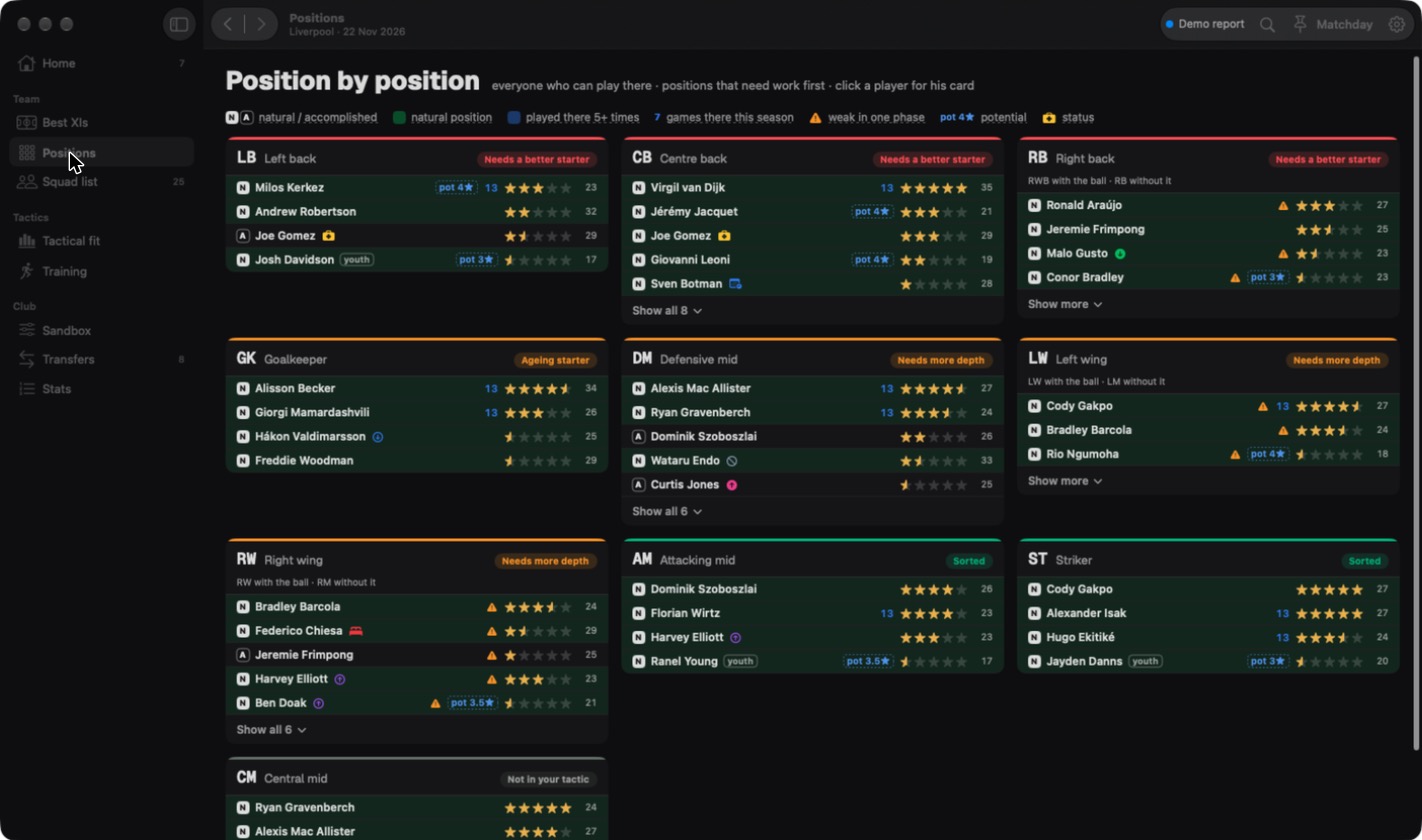 Positions
Liverpool · 22 Nov 2026
Demo report
Matchday
Home 7
Team
Best XIs
Positions
Squad list 25
Tactics
Tactical fit
Training
Club
Sandbox
Transfers 8
Stats
Position by position everyone who can play there · positions that need work first · click a player for his card
N A natural / accomplished natural position played there 5+ times 7 games there this season weak in one phase pot 4★ potential status
LB Left back Needs a better starter
N Milos Kerkez pot 4★ 13 23
N Andrew Robertson 32
A Joe Gomez 29
N Josh Davidson youth pot 3★ 17
CB Centre back Needs a better starter
N Virgil van Dijk 13 35
N Jérémy Jacquet pot 4★ 21
N Joe Gomez 29
N Giovanni Leoni pot 4★ 19
N Sven Botman 28
Show all 8
RB Right back Needs a better starter
RWB with the ball · RB without it
N Ronald Araújo 27
N Jeremie Frimpong 25
N Malo Gusto 23
N Conor Bradley pot 3★ 23
Show more
GK Goalkeeper Ageing starter
N Alisson Becker 13 34
N Giorgi Mamardashvili 13 26
N Hákon Valdimarsson 25
N Freddie Woodman 29
DM Defensive mid Needs more depth
N Alexis Mac Allister 13 27
N Ryan Gravenberch 13 24
A Dominik Szoboszlai 26
N Wataru Endo 33
A Curtis Jones 25
Show all 6
LW Left wing Needs more depth
LW with the ball · LM without it
N Cody Gakpo 13 27
N Bradley Barcola 24
N Rio Ngumoha pot 4★ 18
Show more
RW Right wing Needs more depth
RW with the ball · RM without it
N Bradley Barcola 24
N Federico Chiesa 29
A Jeremie Frimpong 25
N Harvey Elliott 23
N Ben Doak pot 3.5★ 21
Show all 6
AM Attacking mid Sorted
N Dominik Szoboszlai 26
N Florian Wirtz 13 23
N Harvey Elliott 23
N Ranel Young youth pot 3.5★ 17
ST Striker Sorted
N Cody Gakpo 27
N Alexander Isak 13 27
N Hugo Ekitiké 13 24
N Jayden Danns youth pot 3★ 20
CM Central mid Not in your tactic
N Ryan Gravenberch 24
N Alexis Mac Allister 27